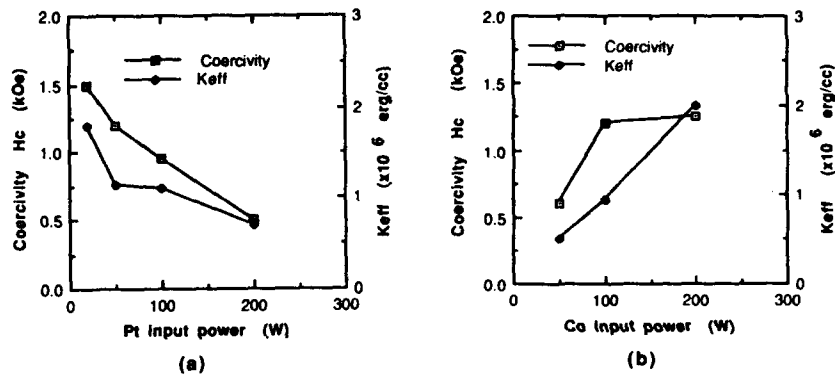 2.0
1.5
1.0
0.5
0.0
Coercivity Hc (kOe)
Coercivity
Keff
3
2
1
0
Keff (x10 6 erg/cc)
0
100
200
300
Pt input power (W)
(a)
2.0
1.5
1.0
0.5
0.0
Coercivity Hc (kOe)
Coercivity
Keff
3
2
1
0
Keff (x10 6 erg/cc)
0
100
200
300
Co input power (W)
(b)